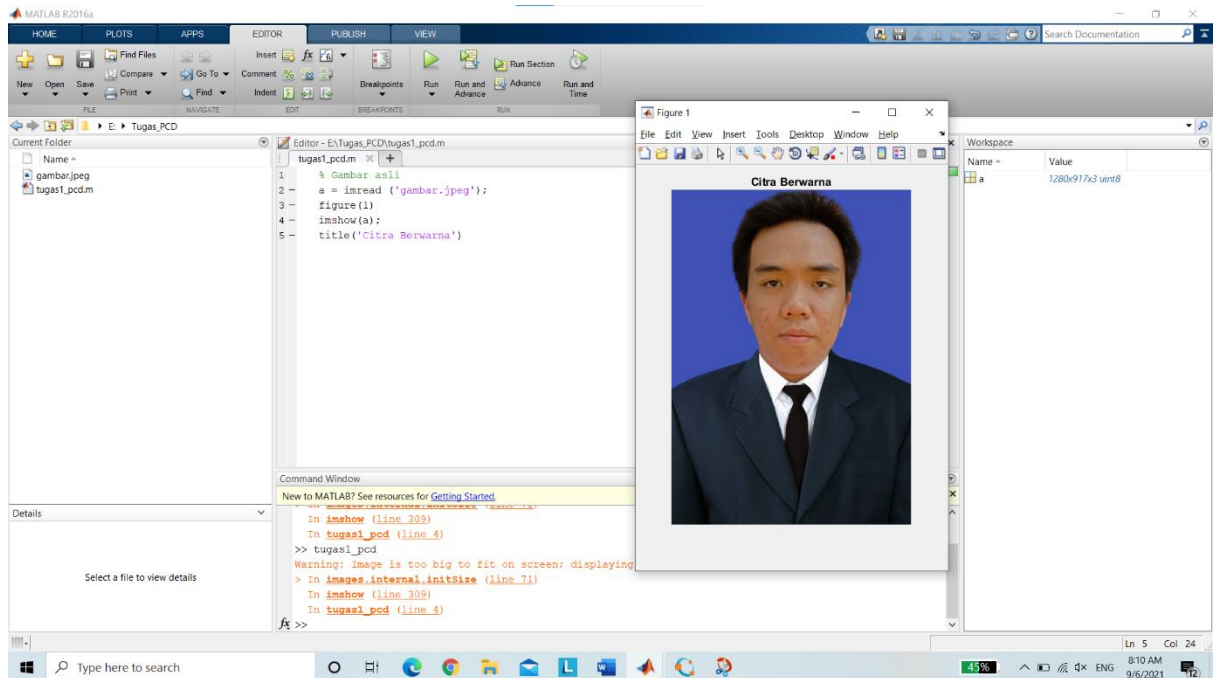 MATLAB R2016a
HOME PLOTS APPS EDITOR PUBLISH VIEW
Search Documentation
New Open Save
Find Files
Compare
Print
Go To
Find
Insert fx
Comment
Indent
Breakpoints
Run
Run and Advance
Run Section
Advance
Run and Time
FILE NAVIGATE EDIT BREAKPOINTS RUN
E: Tugas_PCD
Current Folder
Name
gambar.jpeg
tugas1_pcd.m
Details
Select a file to view details
Editor - E:\Tugas_PCD\tugas1_pcd.m
tugas1_pcd.m
1 % Gambar asli
2 - a = imread ('gambar.jpeg');
3 - figure(1)
4 - imshow(a);
5 - title('Citra Berwarna')
Command Window
New to MATLAB? See resources for Getting Started.
In imshow (line 309)
In tugas1_pcd (line 4)
>> tugas1_pcd
Warning: Image is too big to fit on screen; displaying
> In images.internal.initSize (line 71)
In imshow (line 309)
In tugas1_pcd (line 4)
fx >>
Figure 1
File Edit View Insert Tools Desktop Window Help
Citra Berwarna
Workspace
Name Value
a 1280x917x3 uint8
Ln 5 Col 24
Type here to search
45%
ENG
8:10 AM
9/6/2021
12